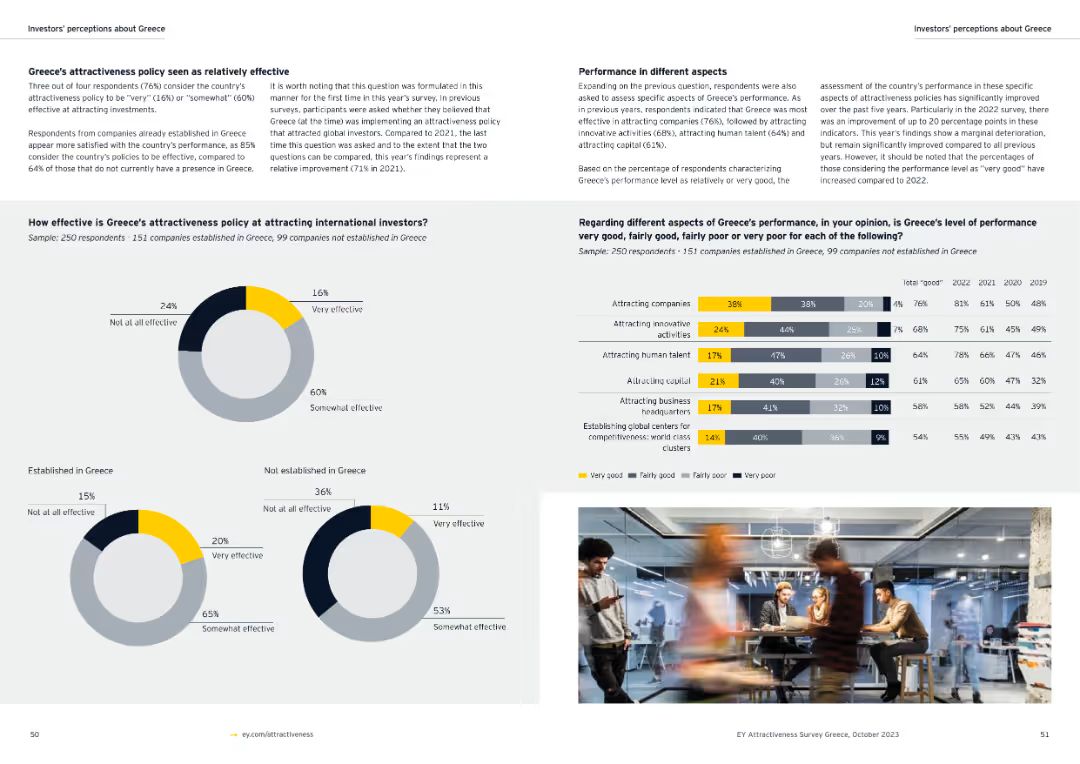 Investors' perceptions about Greece
Investors' perceptions about Greece
Greece's attractiveness policy seen as relatively effective
Three out of four respondents (76%) consider the country's
attractiveness policy to be "very" (16%) or "somewhat" (60%)
effective at attracting investments.
Respondents from companies already established in Greece
appear more satisfied with the country's performance, as 85%
consider the country's policies to be effective, compared to
64% of those that do not currently have a presence in Greece.
It is worth noting that this question was formulated in this
manner for the first time in this year's survey. In previous
surveys, participants were asked whether they believed that
Greece (at the time) was implementing an attractiveness policy
that attracted global investors. Compared to 2021, the last
time this question was asked and to the extent that the two
questions can be compared, this year's findings represent a
relative improvement (71% in 2021).
How effective is Greece's attractiveness policy at attracting international investors?
Sample: 250 respondents · 151 companies established in Greece, 99 companies not established in Greece
16%
Very effective
24%
Not at all effective
60%
Somewhat effective
Established in Greece
15%
Not at all effective
20%
Very effective
65%
Somewhat effective
Not established in Greece
36%
Not at all effective
11%
Very effective
53%
Somewhat effective
50
→ ey.com/attractiveness
Performance in different aspects
Expanding on the previous question, respondents were also
asked to assess specific aspects of Greece's performance. As
in previous years, respondents indicated that Greece was most
effective in attracting companies (76%), followed by attracting
innovative activities (68%), attracting human talent (64%) and
attracting capital (61%).
Based on the percentage of respondents characterizing
Greece's performance level as relatively or very good, the
assessment of the country's performance in these specific
aspects of attractiveness policies has significantly improved
over the past five years. Particularly in the 2022 survey, there
was an improvement of up to 20 percentage points in these
indicators. This year's findings show a marginal deterioration,
but remain significantly improved compared to all previous
years. However, it should be noted that the percentages of
those considering the performance level as "very good" have
increased compared to 2022.
Regarding different aspects of Greece's performance, in your opinion, is Greece's level of performance
very good, fairly good, fairly poor or very poor for each of the following?
Sample: 250 respondents · 151 companies established in Greece, 99 companies not established in Greece
Total "good" 2022 2021 2020 2019
Attracting companies 38% 38% 20% 4% 76% 81% 61% 50% 48%
Attracting innovative
activities 24% 44% 25% 7% 68% 75% 61% 45% 49%
Attracting human talent 17% 47% 26% 10% 64% 78% 66% 47% 46%
Attracting capital 21% 40% 26% 12% 61% 65% 60% 47% 32%
Attracting business
headquarters 17% 41% 32% 10% 58% 58% 52% 44% 39%
Establishing global centers for
competitiveness: world class
clusters 14% 40% 36% 9% 54% 55% 49% 43% 43%
Very good Fairly good Fairly poor Very poor
EY Attractiveness Survey Greece, October 2023
51